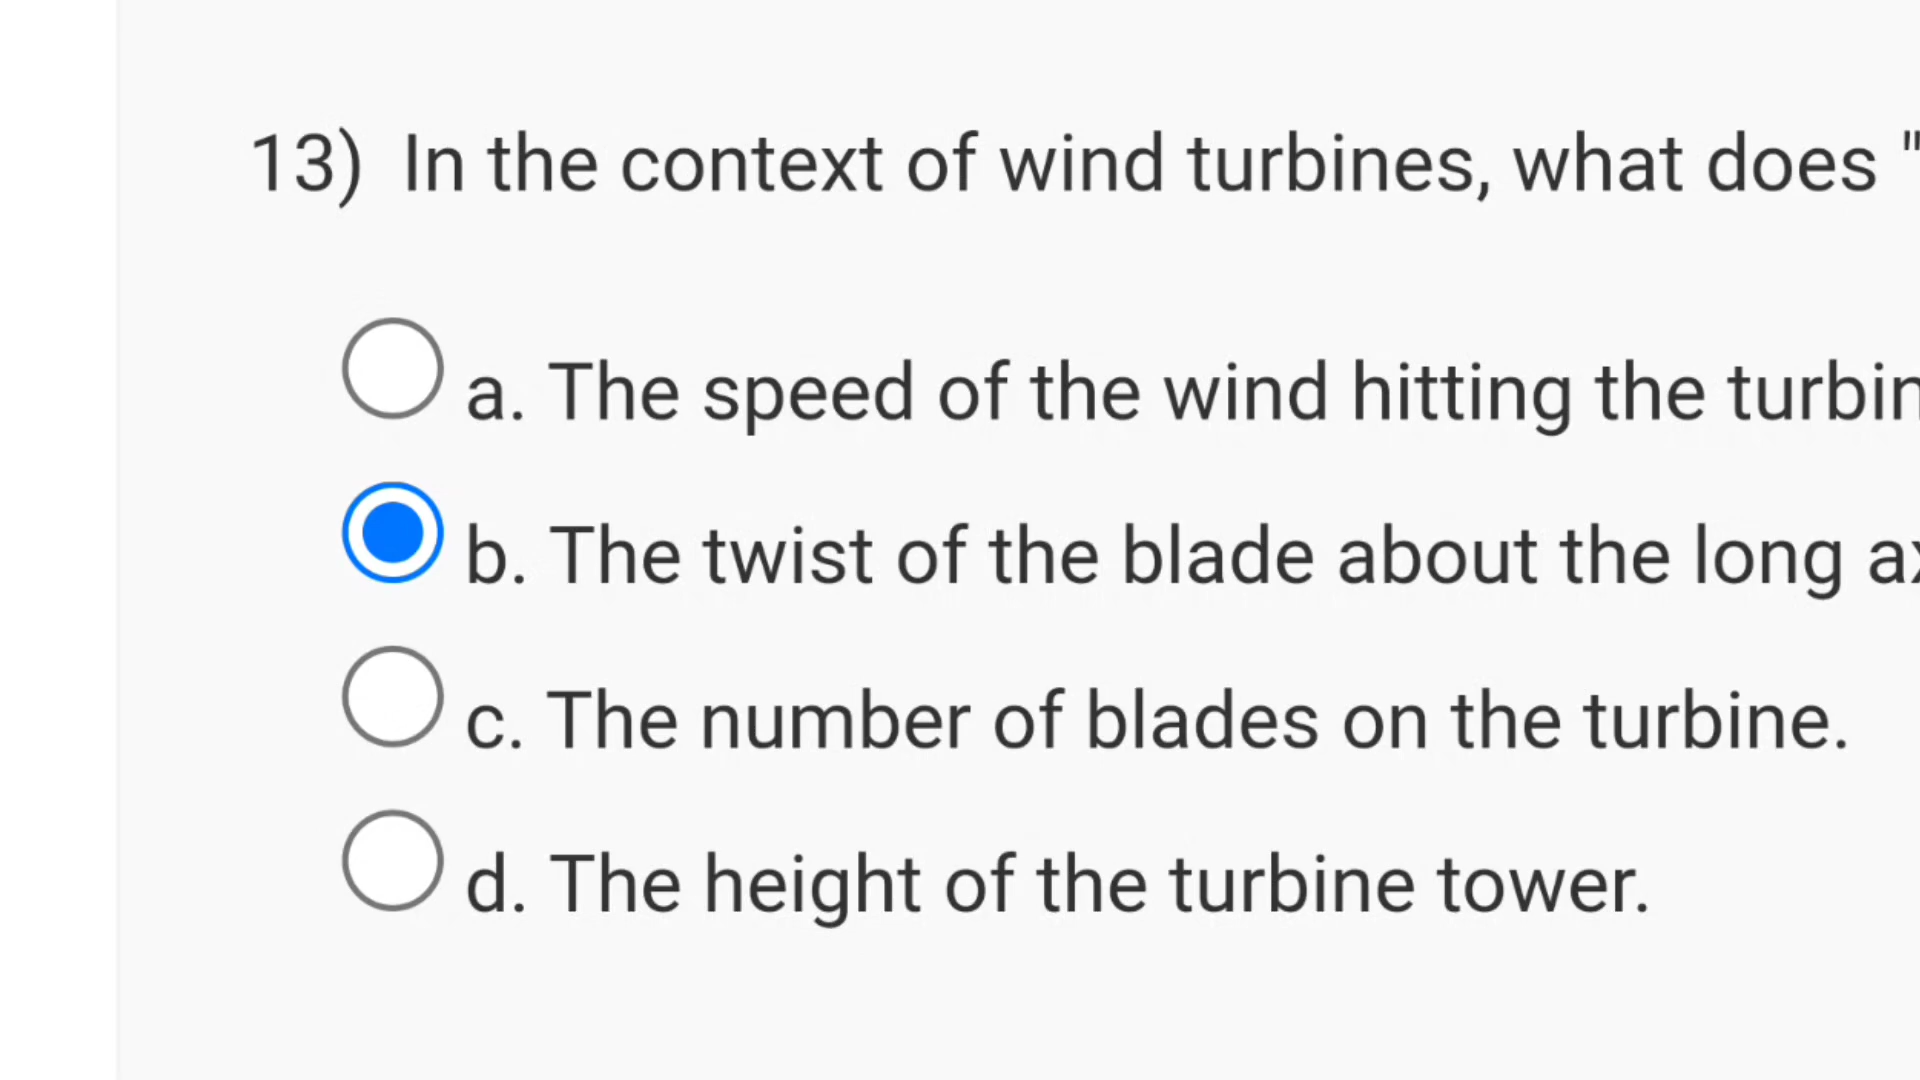 13) In the context of wind turbines, what does "
a. The speed of the wind hitting the
b. The twist of the blade about the long
c. The number of blades on the turbine.
d. The height of the turbine tower.